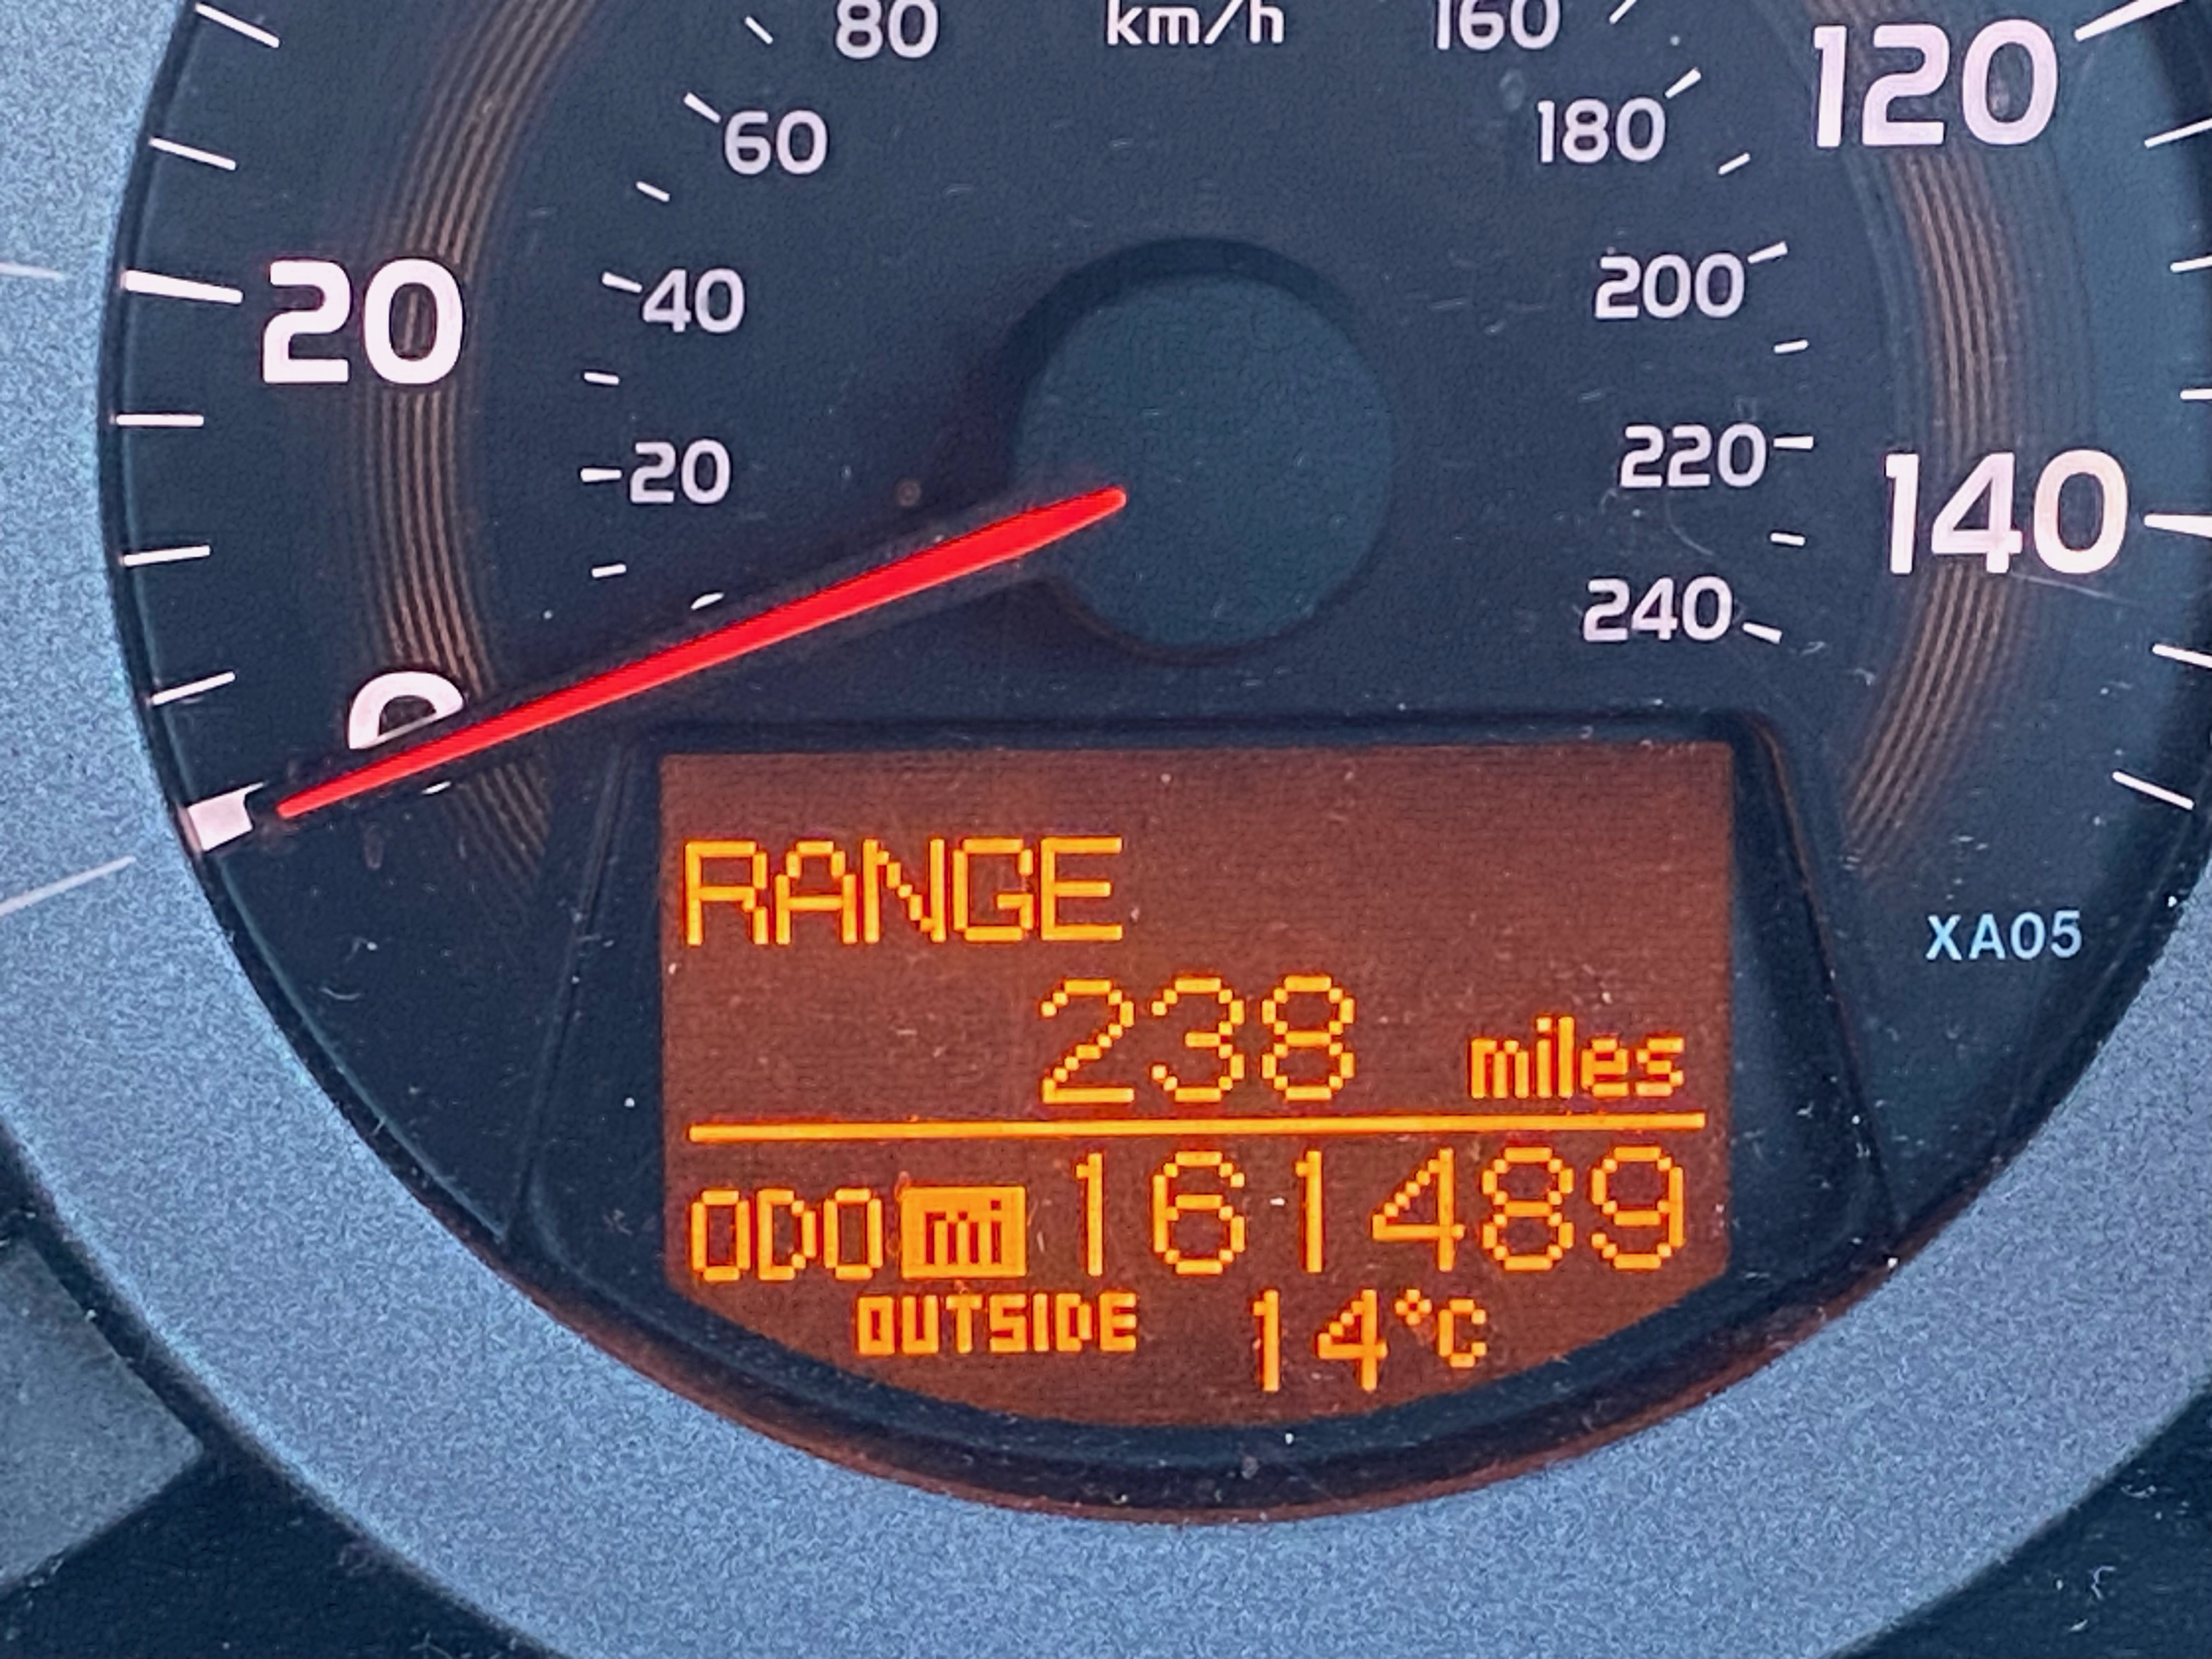 80 km/h 160 120
60 180
20 40 200
20 220 140
240
0
RANGE
XA05
238 miles
ODO mi 161489
OUTSIDE 14°C